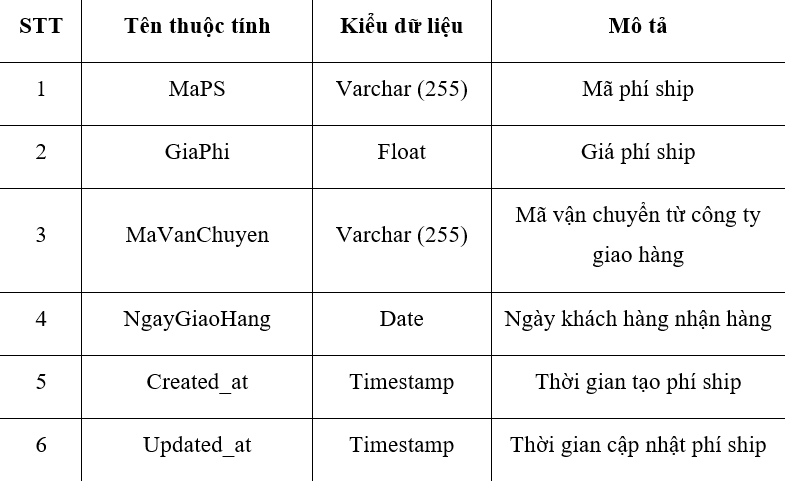 STT Tên thuộc tính Kiểu dữ liệu Mô tả
1 MaPS Varchar (255) Mã phí ship
2 GiaPhi Float Giá phí ship
3 MaVanChuyen Varchar (255) Mã vận chuyển từ công ty
giao hàng
4 NgayGiaoHang Date Ngày khách hàng nhận hàng
5 Created_at Timestamp Thời gian tạo phí ship
6 Updated_at Timestamp Thời gian cập nhật phí ship